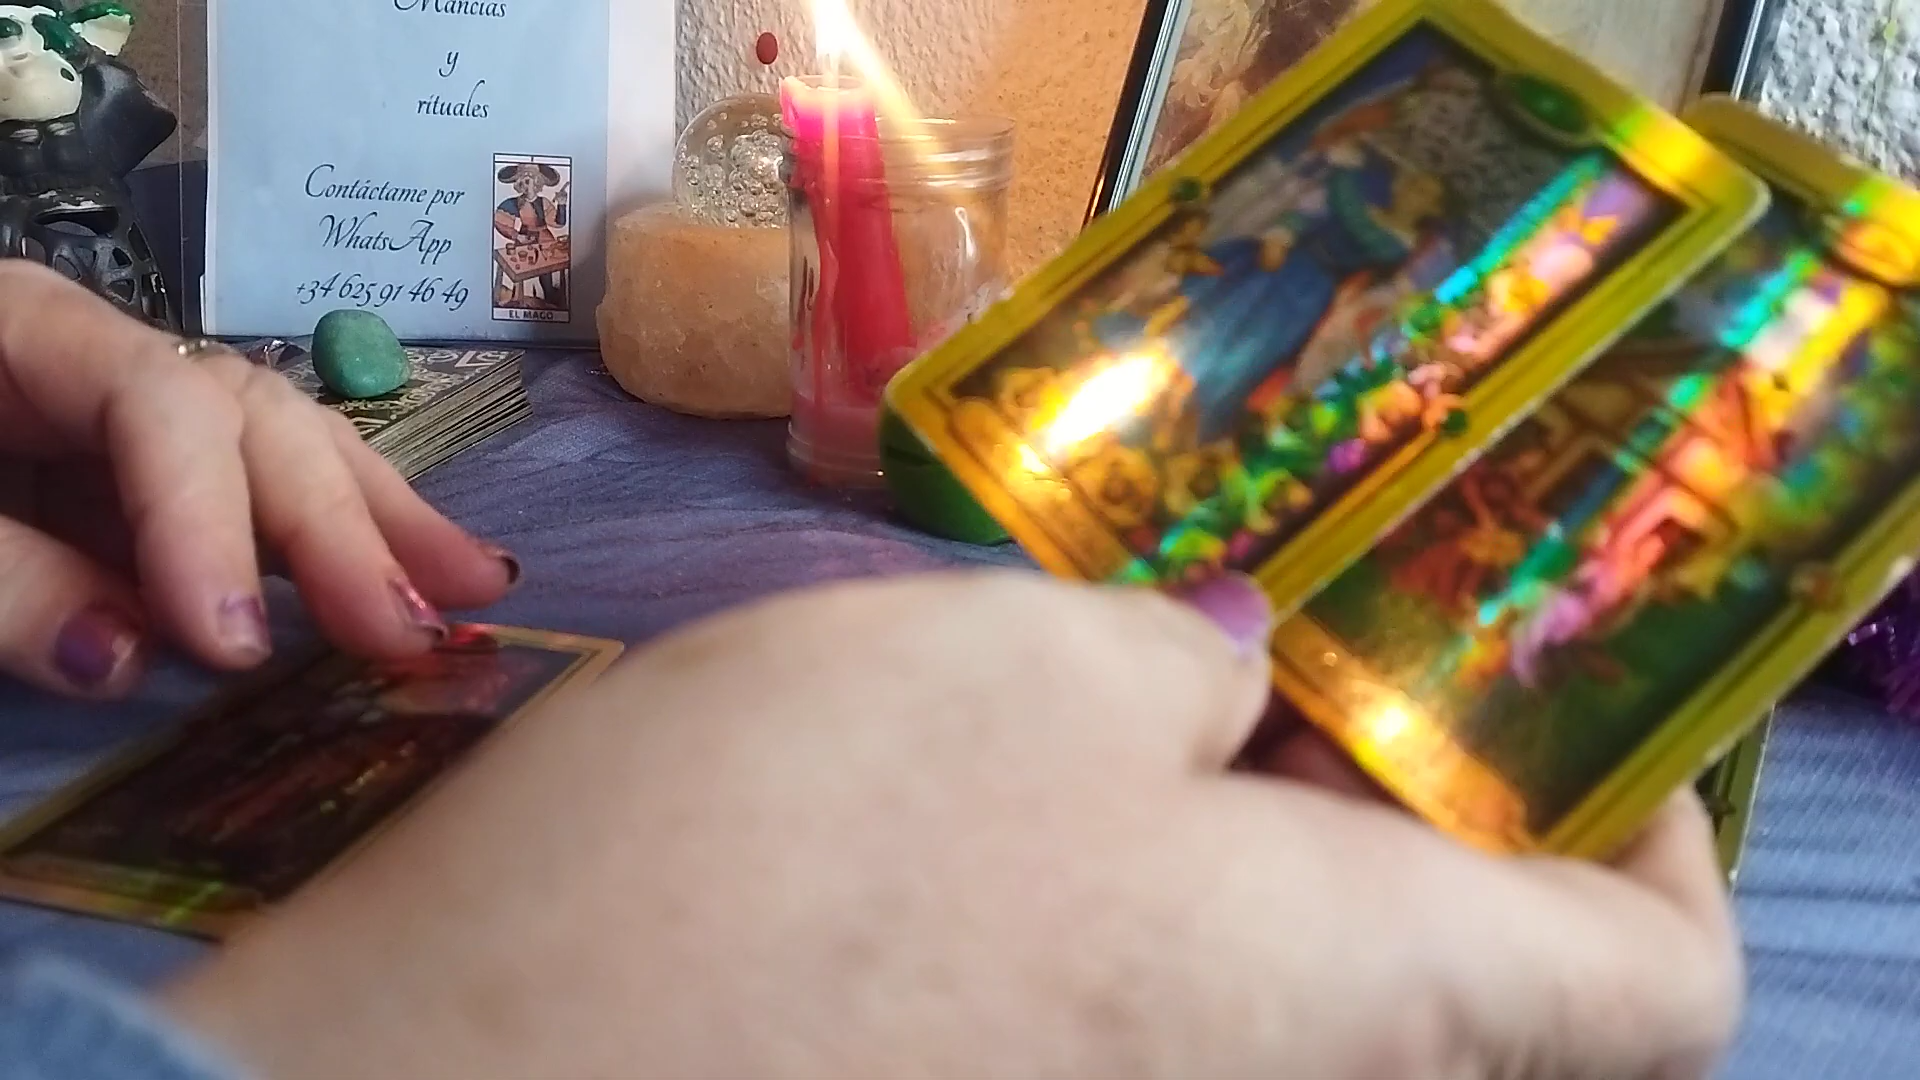 Mancias
y
rituales
Contáctame por
WhatsApp
+34 625 91 46 49
EL MAGO